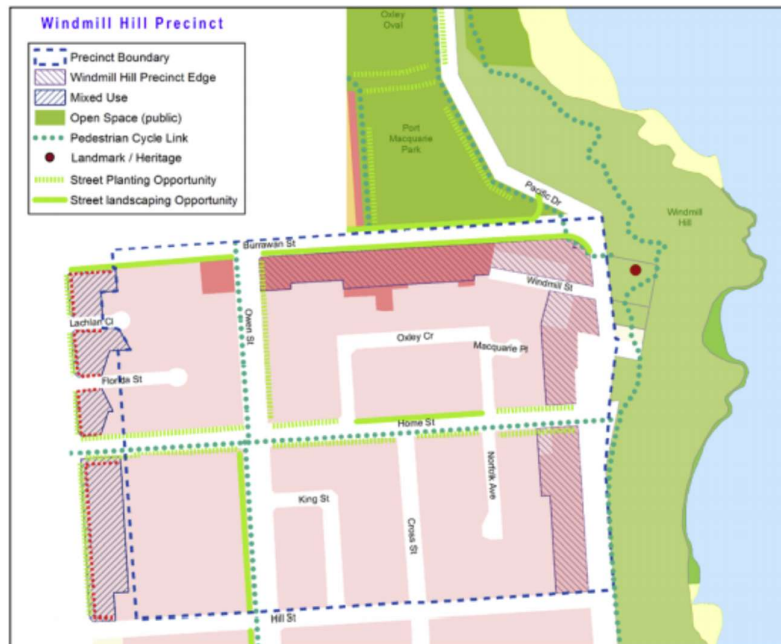 Windmill Hill Precinct
Precinct Boundary
Windmill Hill Precinct Edge
Mixed Use
Open Space (public)
Pedestrian Cycle Link
Landmark / Heritage
Street Planting Opportunity
Street landscaping Opportunity
Oxley
Oval
Port
Macquarie
Park
Pacific Dr
Windmill
Hill
Burrawan St
Windmill St
Lachlan Cl
Owen St
Oxley Cr
Macquarie Pl
Florida St
Home St
King St
Cross St
Norfolk Ave
Hill St